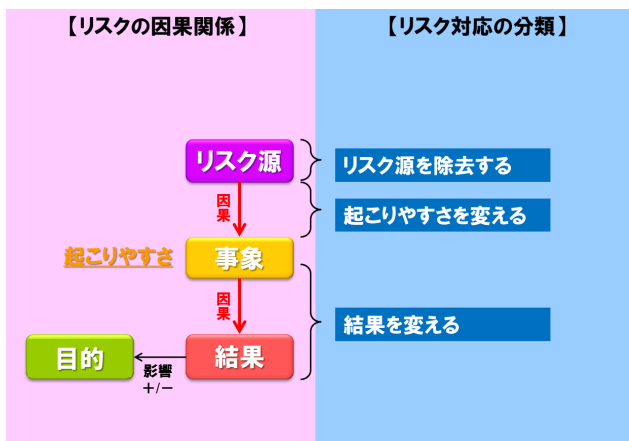 【リスクの因果関係】
【リスク対応の分類】
リスク源
リスク源を除去する
因果
起こりやすさを変える
起こりやすさ
事象
因果
結果を変える
目的
結果
影響
+/−